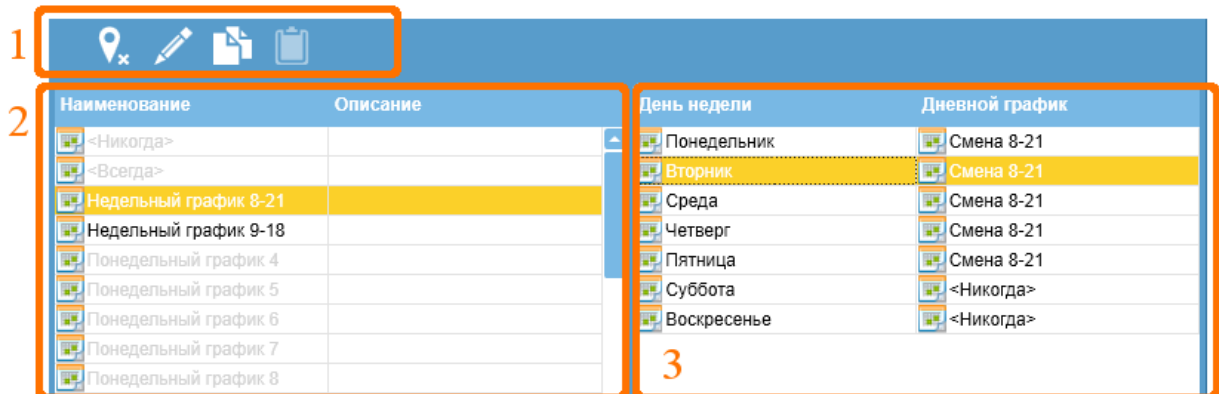 1
2
Наименование Описание
<Никогда>
<Всегда>
Недельный график 8-21
Недельный график 9-18
Понедельный график 4
Понедельный график 5
Понедельный график 6
Понедельный график 7
Понедельный график 8
День недели Дневной график
Понедельник Смена 8-21
Вторник Смена 8-21
Среда Смена 8-21
Четверг Смена 8-21
Пятница Смена 8-21
Суббота <Никогда>
Воскресенье <Никогда>
3